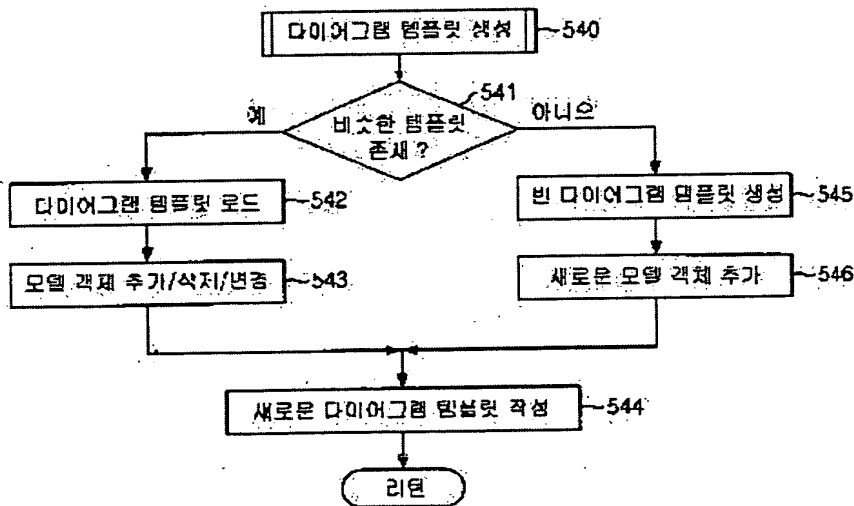 다이어그램 템플릿 생성 540
541
예
비슷한 템플릿
존재?
아니오
다이어그램 템플릿 로드 542
빈 다이어그램 템플릿 생성 545
모델 객체 추가/삭제/변경 543
새로운 모델 객체 추가 546
새로운 다이어그램 템플릿 작성 544
리턴